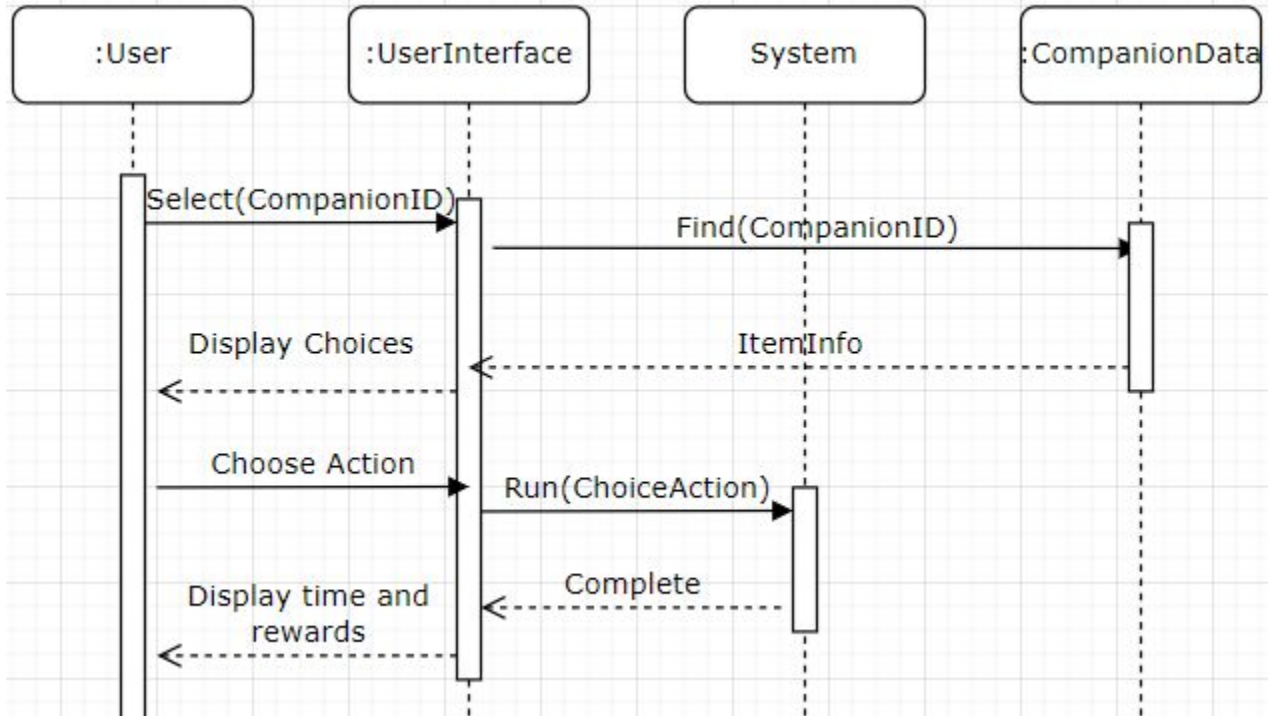 :User
:UserInterface
System
:CompanionData
Select(CompanionID)
Find(CompanionID)
Display Choices
ItemInfo
Choose Action
Run(ChoiceAction)
Complete
Display time and
rewards